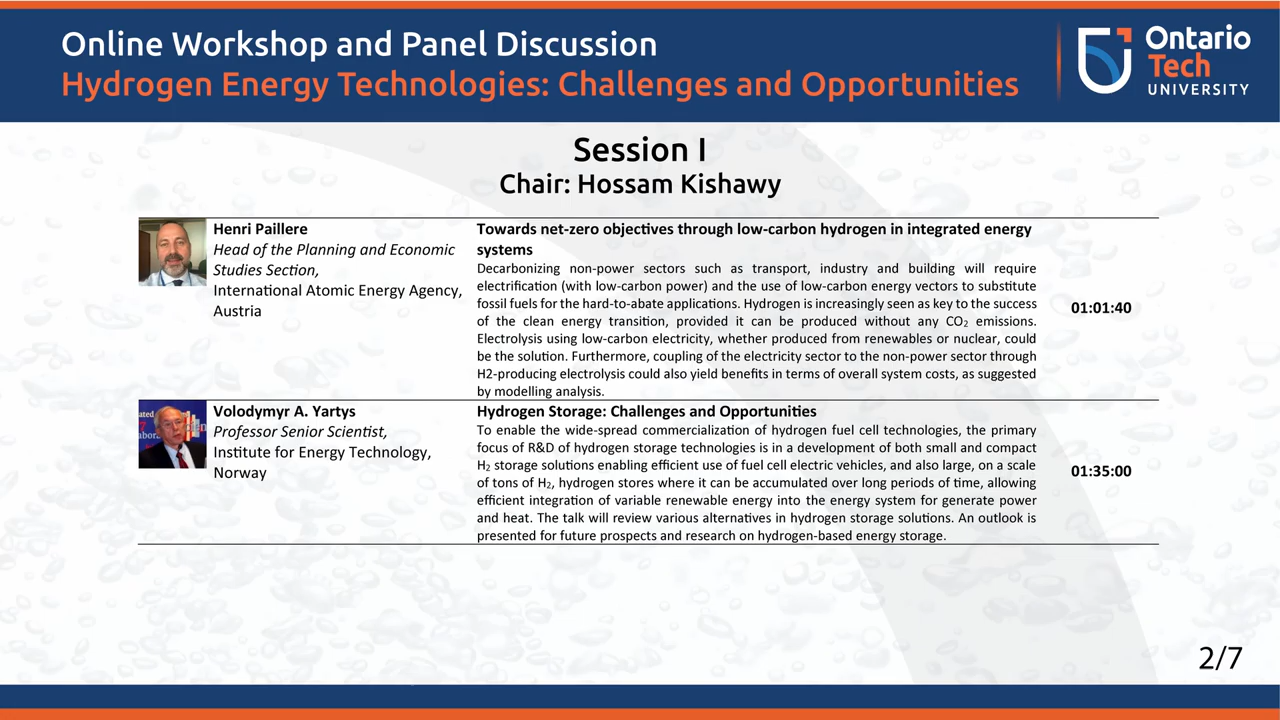 Online Workshop and Panel Discussion
Hydrogen Energy Technologies: Challenges and Opportunities
Ontario
Tech
UNIVERSITY
Session I
Chair: Hossam Kishawy
Henri Paillere
Head of the Planning and Economic
Studies Section,
International Atomic Energy Agency,
Austria
Towards net-zero objectives through low-carbon hydrogen in integrated energy
systems
Decarbonizing non-power sectors such as transport, industry and building will require
electrification (with low-carbon power) and the use of low-carbon energy vectors to substitute
fossil fuels for the hard-to-abate applications. Hydrogen is increasingly seen as key to the success
of the clean energy transition, provided it can be produced without any CO₂ emissions.
Electrolysis using low-carbon electricity, whether produced from renewables or nuclear, could
be the solution. Furthermore, coupling of the electricity sector to the non-power sector through
H2-producing electrolysis could also yield benefits in terms of overall system costs, as suggested
by modelling analysis.
01:01:40
Volodymyr A. Yartys
Professor Senior Scientist,
Institute for Energy Technology,
Norway
Hydrogen Storage: Challenges and Opportunities
To enable the wide-spread commercialization of hydrogen fuel cell technologies, the primary
focus of R&D of hydrogen storage technologies is in a development of both small and compact
H₂ storage solutions enabling efficient use of fuel cell electric vehicles, and also large, on a scale
of tons of H₂, hydrogen stores where it can be accumulated over long periods of time, allowing
efficient integration of variable renewable energy into the energy system for generate power
and heat. The talk will review various alternatives in hydrogen storage solutions. An outlook is
presented for future prospects and research on hydrogen-based energy storage.
01:35:00
2/7